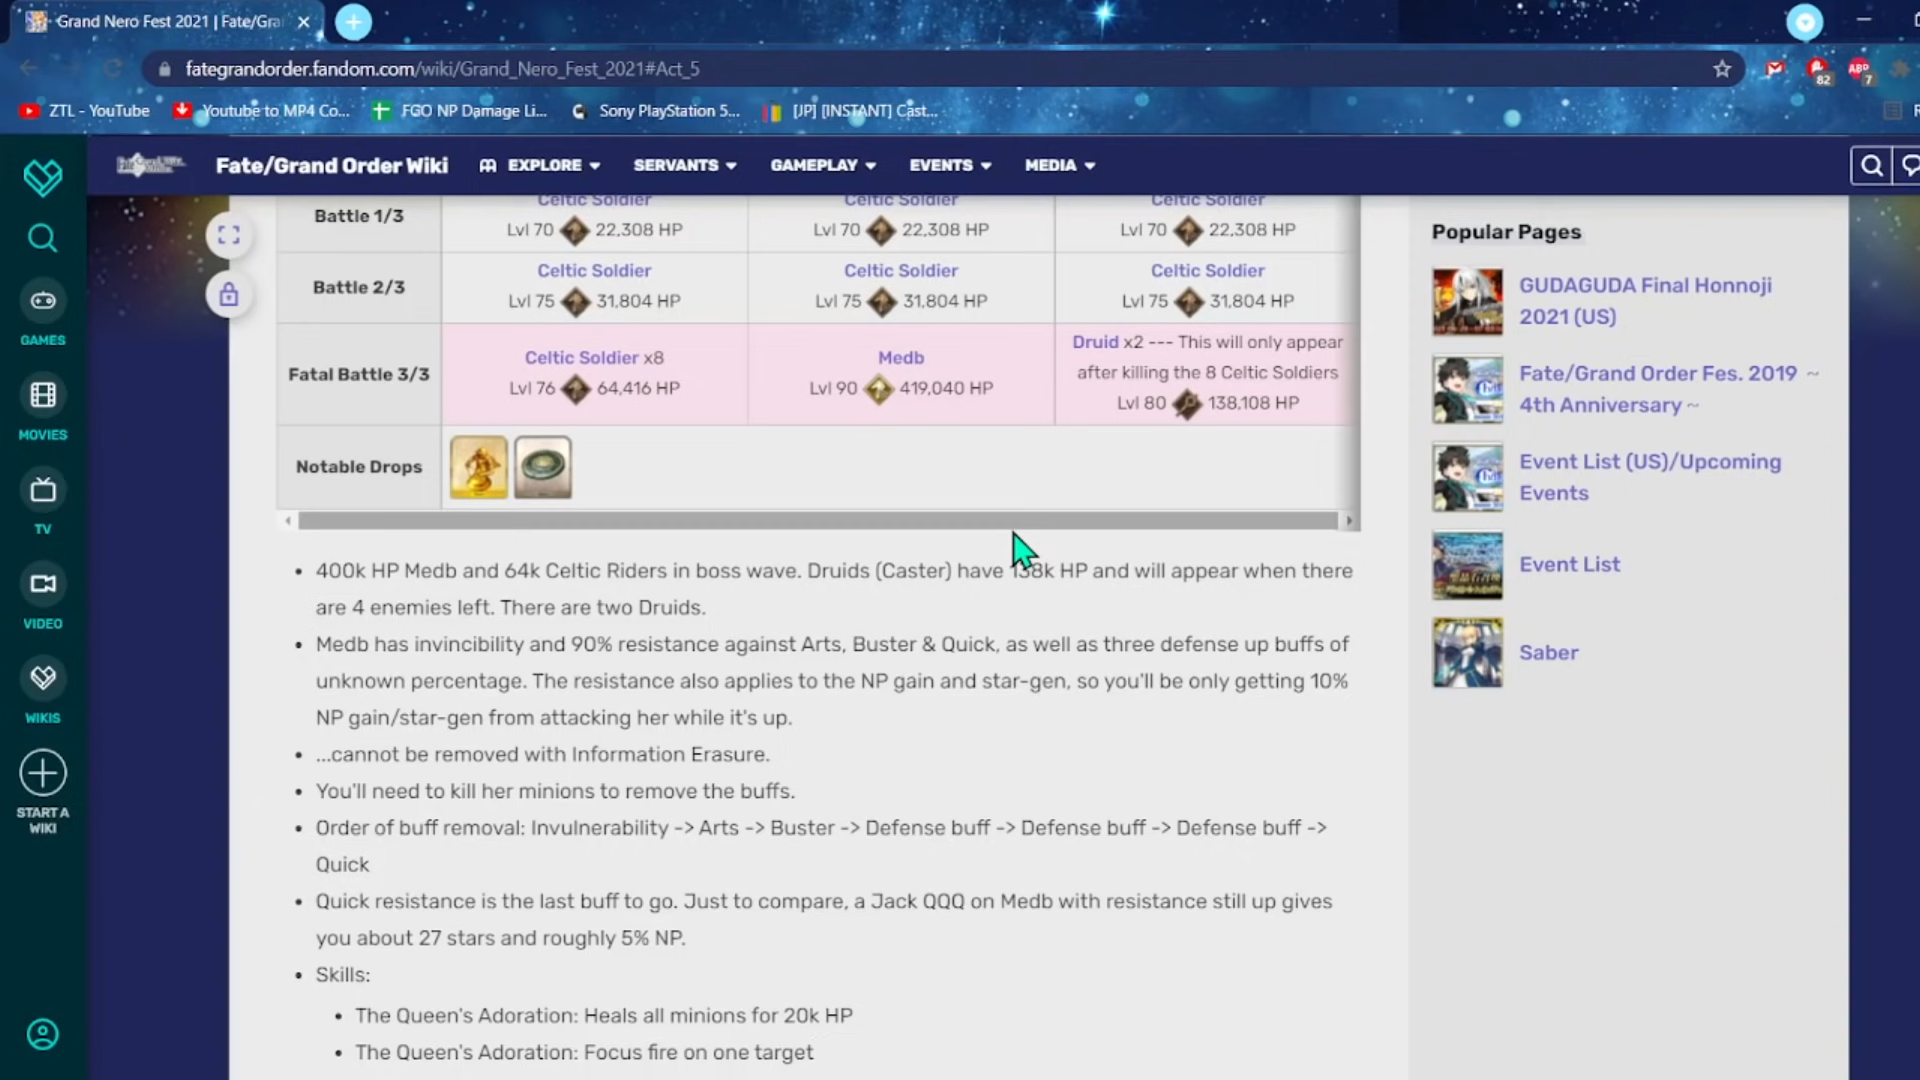 Grand Nero Fest 2021 | Fate/Gra
fategrandorder.fandom.com/wiki/Grand_Nero_Fest_2021#Act_5
82
ABP
7
ZTL - YouTube
Youtube to MP4 Co...
FGO NP Damage Li...
Sony PlayStation 5...
[JP] [INSTANT] Cast...
R
Fate/Grand Order Wiki
EXPLORE
SERVANTS
GAMEPLAY
EVENTS
MEDIA
GAMES
MOVIES
TV
VIDEO
WIKIS
START A
WIKI
Battle 1/3
Celtic Soldier
Lvl 70 22,308 HP
Celtic Soldier
Lvl 70 22,308 HP
Celtic Soldier
Lvl 70 22,308 HP
Battle 2/3
Celtic Soldier
Lvl 75 31,804 HP
Celtic Soldier
Lvl 75 31,804 HP
Celtic Soldier
Lvl 75 31,804 HP
Fatal Battle 3/3
Celtic Soldier x8
Lvl 76 64,416 HP
Medb
Lvl 90 419,040 HP
Druid x2 --- This will only appear
after killing the 8 Celtic Soldiers
Lvl 80 138,108 HP
Notable Drops
• 400k HP Medb and 64k Celtic Riders in boss wave. Druids (Caster) have 138k HP and will appear when there
are 4 enemies left. There are two Druids.
• Medb has invincibility and 90% resistance against Arts, Buster & Quick, as well as three defense up buffs of
unknown percentage. The resistance also applies to the NP gain and star-gen, so you'll be only getting 10%
NP gain/star-gen from attacking her while it's up.
• ...cannot be removed with Information Erasure.
• You'll need to kill her minions to remove the buffs.
• Order of buff removal: Invulnerability -> Arts -> Buster -> Defense buff -> Defense buff -> Defense buff ->
Quick
• Quick resistance is the last buff to go. Just to compare, a Jack QQQ on Medb with resistance still up gives
you about 27 stars and roughly 5% NP.
• Skills:
• The Queen's Adoration: Heals all minions for 20k HP
• The Queen's Adoration: Focus fire on one target
Popular Pages
GUDAGUDA Final Honnoji
2021 (US)
Fate/Grand Order Fes. 2019 ~
4th Anniversary ~
Event List (US)/Upcoming
Events
Event List
Saber